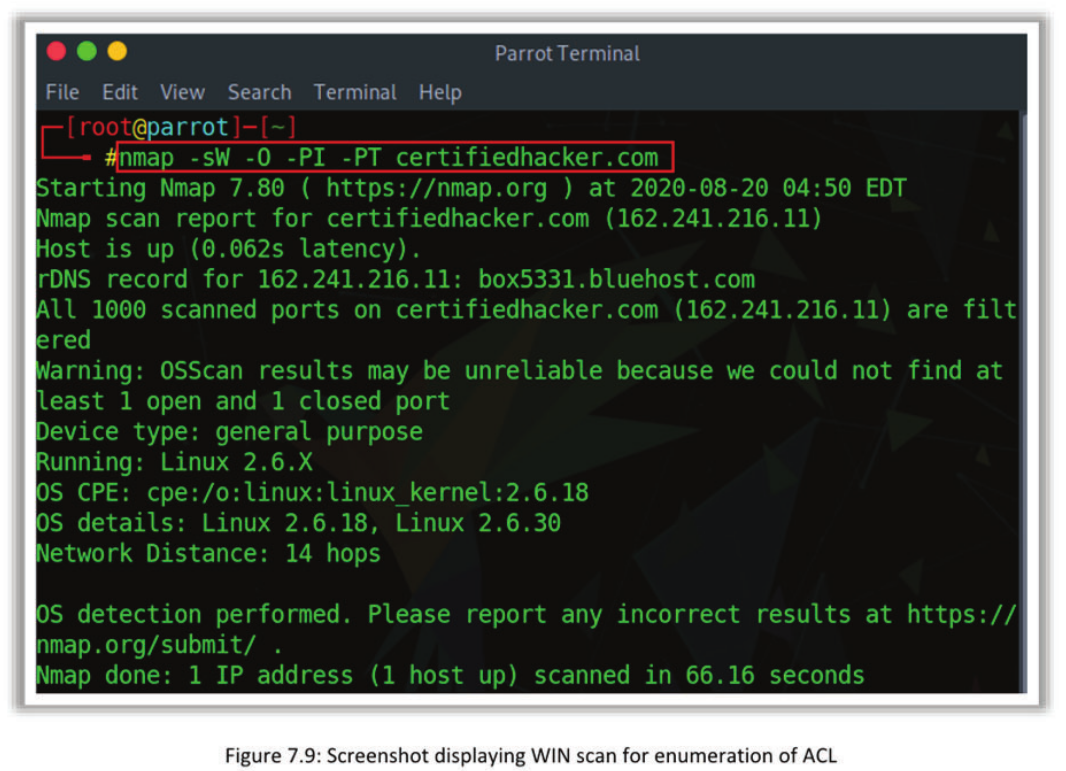 Parrot Terminal
File Edit View Search Terminal Help
[root@parrot]-[~]
#nmap -sW -O -PI -PT certifiedhacker.com
Starting Nmap 7.80 ( https://nmap.org ) at 2020-08-20 04:50 EDT
Nmap scan report for certifiedhacker.com (162.241.216.11)
Host is up (0.062s latency).
rDNS record for 162.241.216.11: box5331.bluehost.com
All 1000 scanned ports on certifiedhacker.com (162.241.216.11) are filt
ered
Warning: OSScan results may be unreliable because we could not find at
least 1 open and 1 closed port
Device type: general purpose
Running: Linux 2.6.X
OS CPE: cpe:/o:linux:linux_kernel:2.6.18
OS details: Linux 2.6.18, Linux 2.6.30
Network Distance: 14 hops
OS detection performed. Please report any incorrect results at https://
nmap.org/submit/ .
Nmap done: 1 IP address (1 host up) scanned in 66.16 seconds
Figure 7.9: Screenshot displaying WIN scan for enumeration of ACL